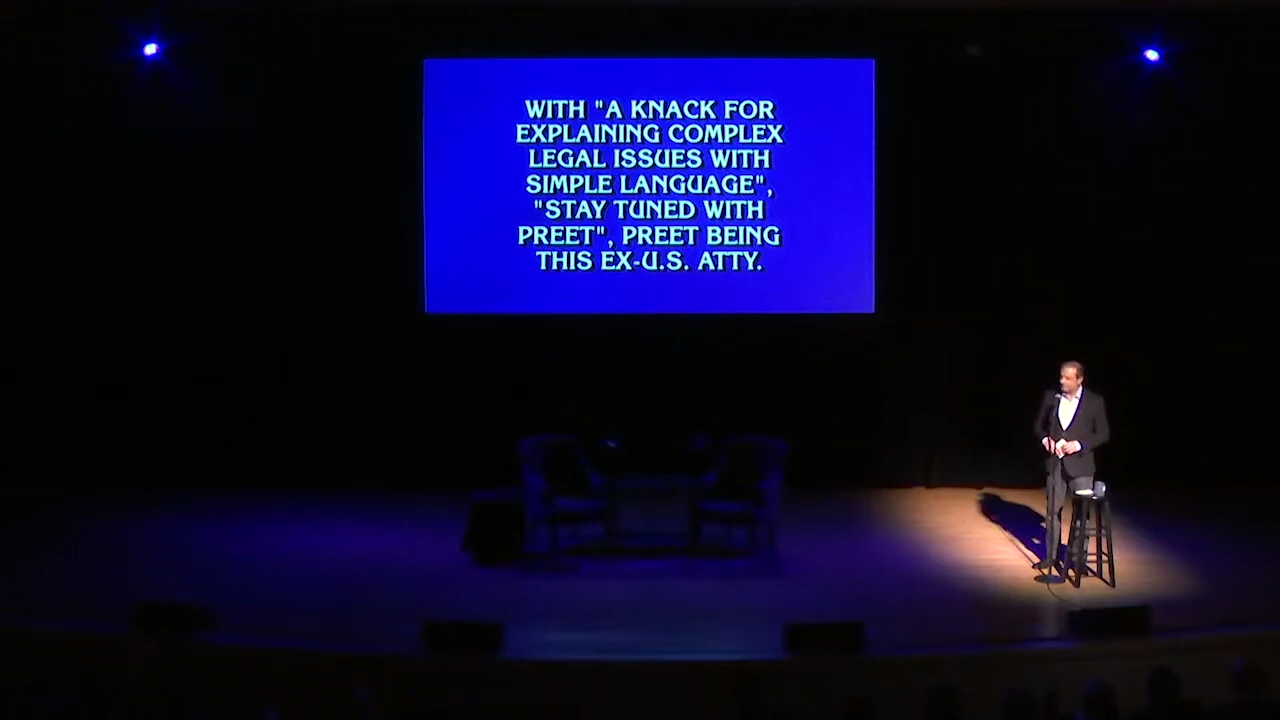 WITH "A KNACK FOR
EXPLAINING COMPLEX
LEGAL ISSUES WITH
SIMPLE LANGUAGE",
"STAY TUNED WITH
PREET", PREET BEING
THIS EX-U.S. ATTY.